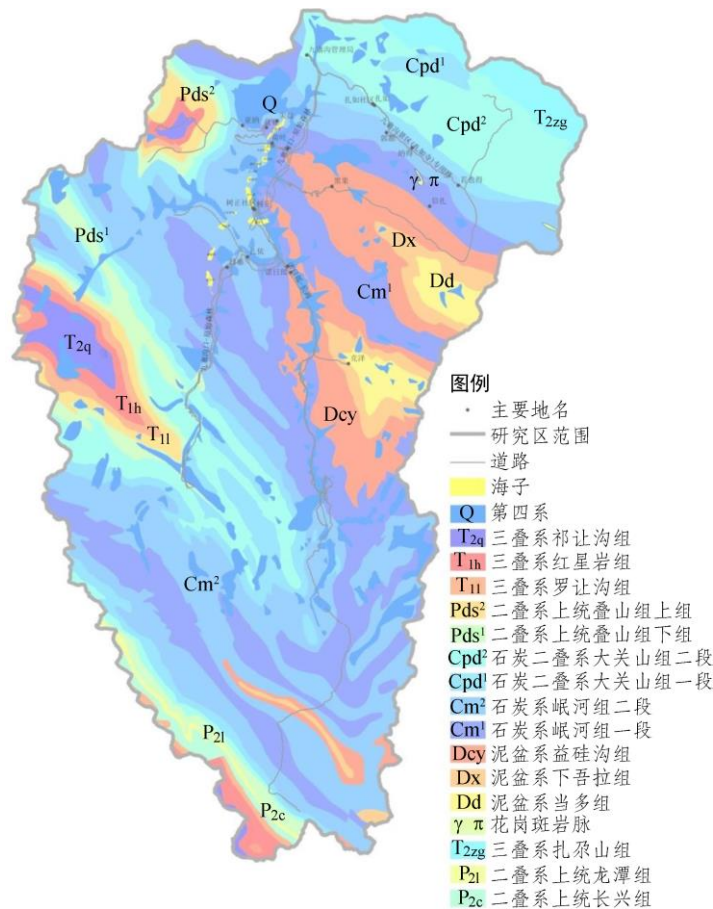 Cpd¹
Pds²
Q
Cpd²
T2zg
γ π
Pds¹
Dx
Dd
Cm¹
T2q
T1h
Dcy
T1l
Cm²
P2l
P2c
图例
主要地名
研究区范围
道路
海子
Q 第四系
T2q 三叠系祁让沟组
T1h 三叠系红星岩组
T1l 三叠系罗让沟组
Pds² 二叠系上统叠山组上组
Pds¹ 二叠系上统叠山组下组
Cpd² 石炭二叠系大关山组二段
Cpd¹ 石炭二叠系大关山组一段
Cm² 石炭系岷河组二段
Cm¹ 石炭系岷河组一段
Dcy 泥盆系益硅沟组
Dx 泥盆系下吾拉组
Dd 泥盆系当多组
γ π 花岗斑岩脉
T2zg 三叠系扎尕山组
P2l 二叠系上统龙潭组
P2c 二叠系上统长兴组